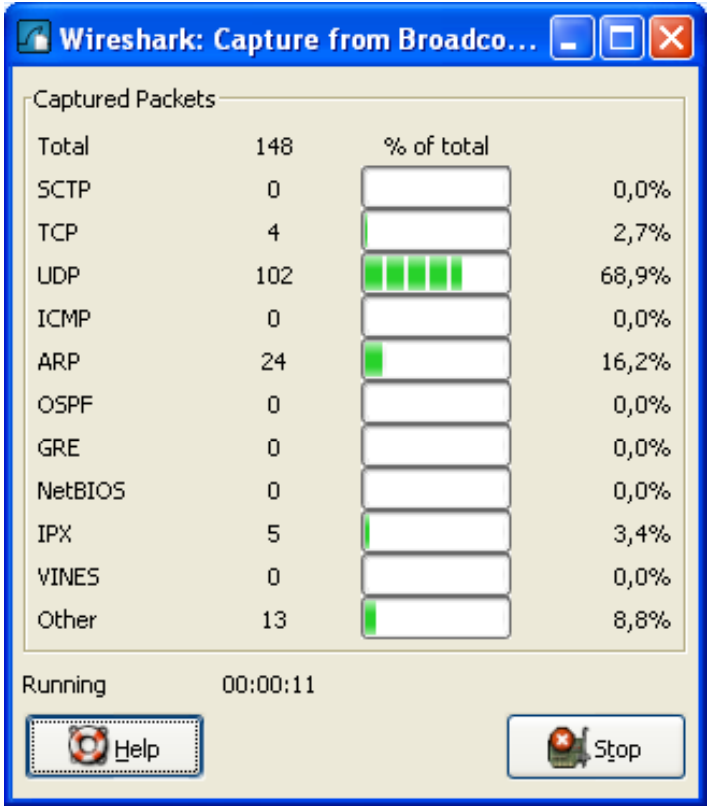 Wireshark: Capture from Broadco...
Captured Packets
Total 148 % of total
SCTP 0 0,0%
TCP 4 2,7%
UDP 102 68,9%
ICMP 0 0,0%
ARP 24 16,2%
OSPF 0 0,0%
GRE 0 0,0%
NetBIOS 0 0,0%
IPX 5 3,4%
VINES 0 0,0%
Other 13 8,8%
Running 00:00:11
Help Stop